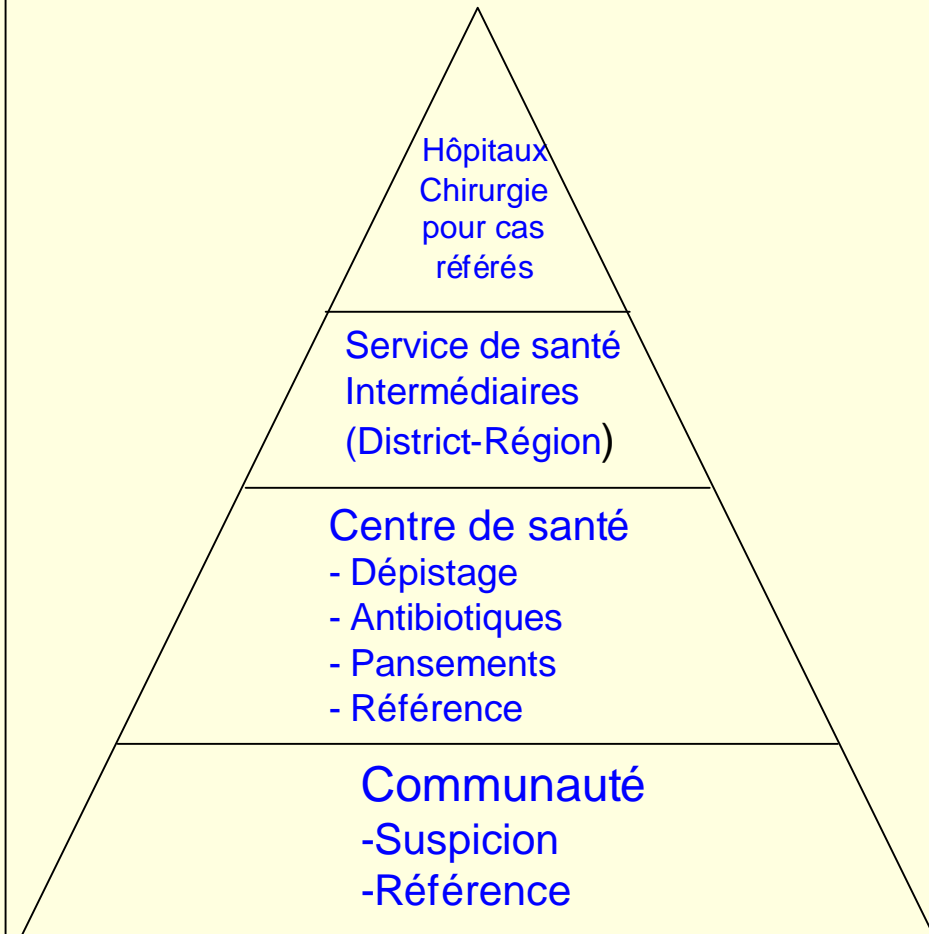 Hôpitaux
Chirurgie
pour cas
référés
Service de santé
Intermédiaires
(District-Région)
Centre de santé
- Dépistage
- Antibiotiques
- Pansements
- Référence
Communauté
-Suspicion
-Référence